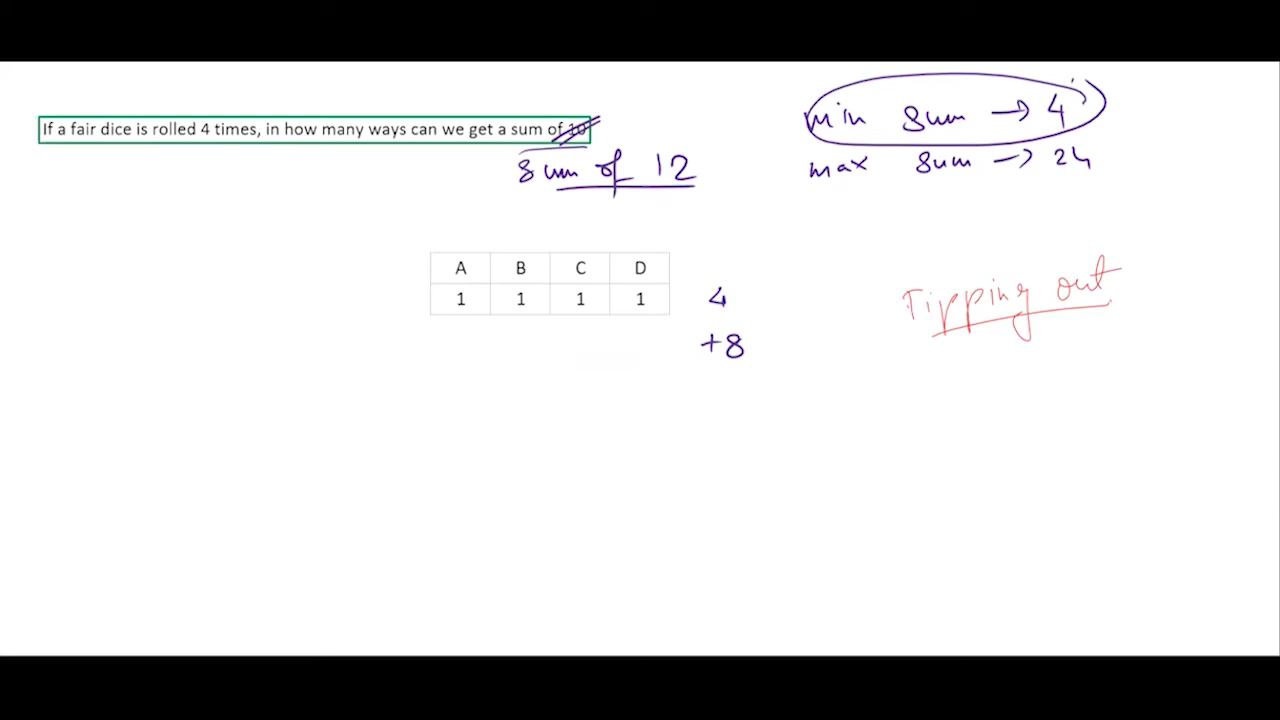 min sum → 4
If a fair dice is rolled 4 times, in how many ways can we get a sum of 10
max sum → 24
sum of 12
A B C D
1 1 1 1 4
Tipping out
+8